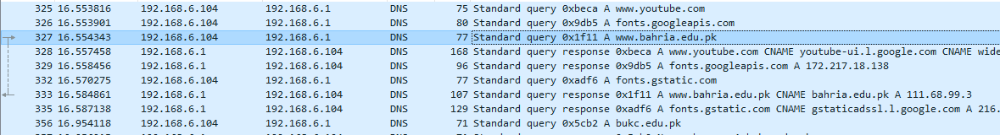 325 16.553816 192.168.6.104 192.168.6.1 DNS 75 Standard query 0xbeca A www.youtube.com
326 16.553901 192.168.6.104 192.168.6.1 DNS 80 Standard query 0x9db5 A fonts.googleapis.com
327 16.554343 192.168.6.104 192.168.6.1 DNS 77 Standard query 0x1f11 A www.bahria.edu.pk
328 16.557458 192.168.6.1 192.168.6.104 DNS 168 Standard query response 0xbeca A www.youtube.com CNAME youtube-ui.l.google.com CNAME wide
329 16.558456 192.168.6.1 192.168.6.104 DNS 96 Standard query response 0x9db5 A fonts.googleapis.com A 172.217.18.138
332 16.570275 192.168.6.104 192.168.6.1 DNS 77 Standard query 0xadf6 A fonts.gstatic.com
333 16.584861 192.168.6.1 192.168.6.104 DNS 107 Standard query response 0x1f11 A www.bahria.edu.pk CNAME bahria.edu.pk A 111.68.99.3
335 16.587138 192.168.6.1 192.168.6.104 DNS 129 Standard query response 0xadf6 A fonts.gstatic.com CNAME gstaticadssl.l.google.com A 216.
356 16.954118 192.168.6.104 192.168.6.1 DNS 71 Standard query 0x5cb2 A bukc.edu.pk